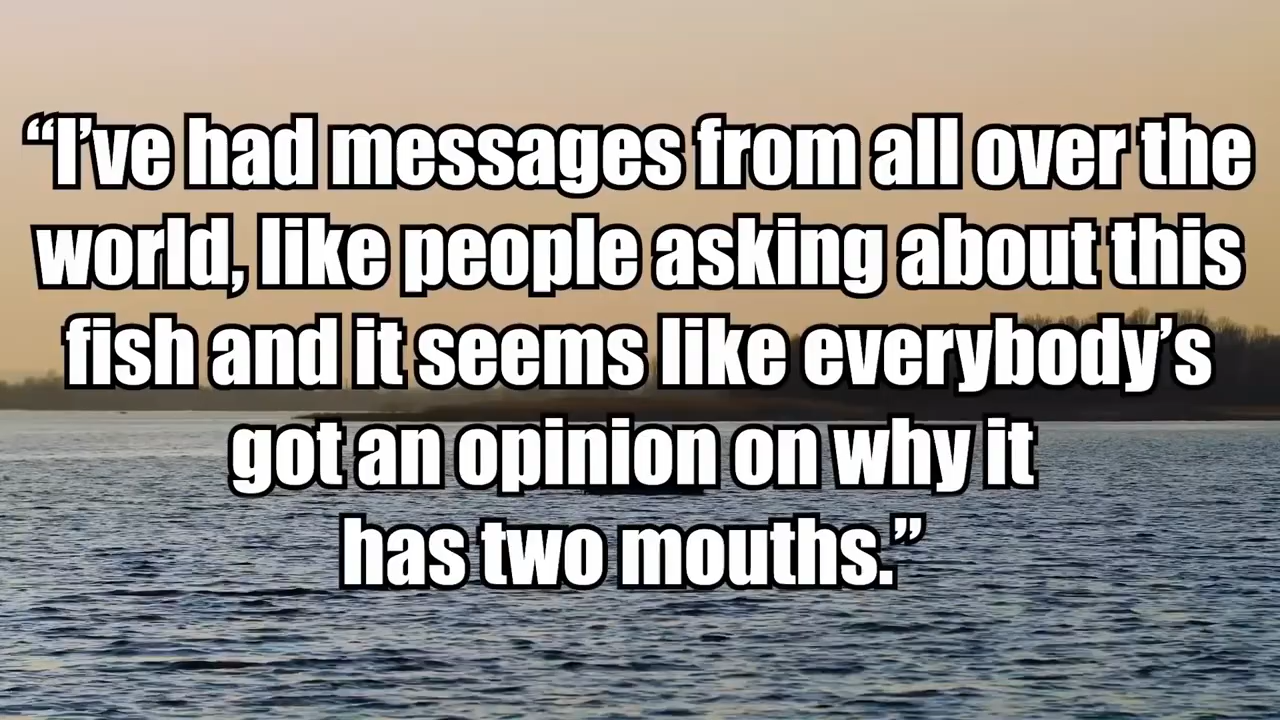 “I’ve had messages from all over the
world, like people asking about this
fish and it seems like everybody’s
got an opinion on why it
has two mouths.”